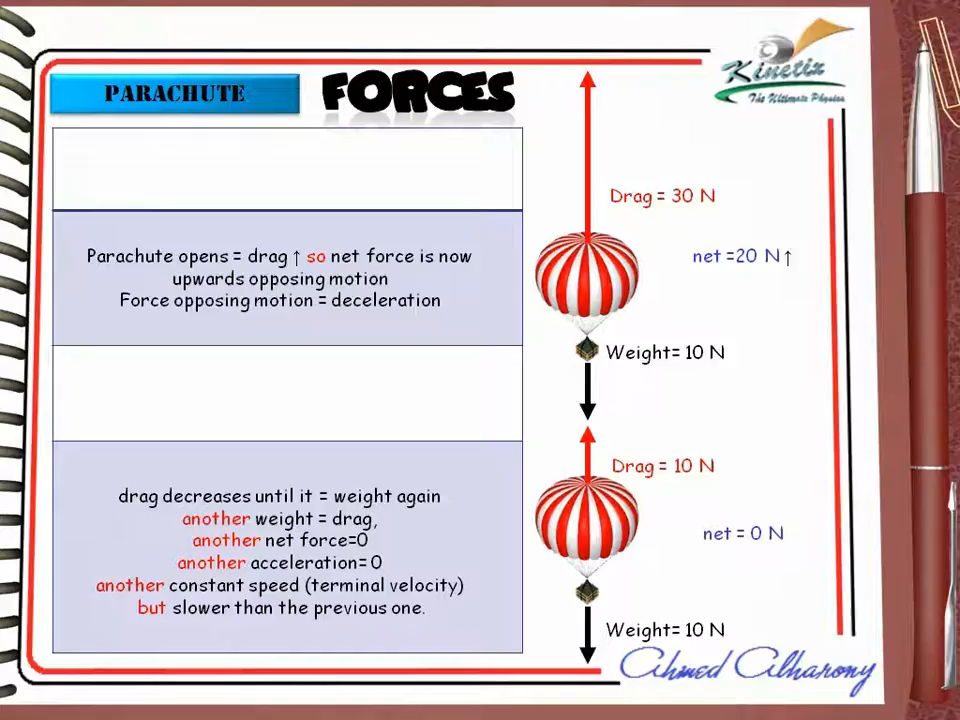 PARACHUTE
FORCES
Kinetix
The Ultimate Physics
Drag = 30 N
Parachute opens = drag ↑ so net force is now
upwards opposing motion
Force opposing motion = deceleration
net =20 N↑
Weight= 10 N
Drag = 10 N
drag decreases until it = weight again
another weight = drag,
another net force=0
another acceleration= 0
another constant speed (terminal velocity)
but slower than the previous one.
net = 0 N
Weight= 10 N
Ahmed Alharony